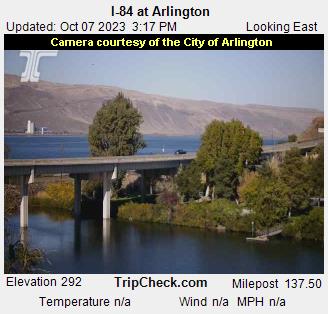 I-84 at Arlington
Updated: Oct 07 2023 3:17 PM Looking East
Camera courtesy of the City of Arlington
Elevation 292 TripCheck.com Milepost 137.50
Temperature n/a Wind n/a MPH n/a